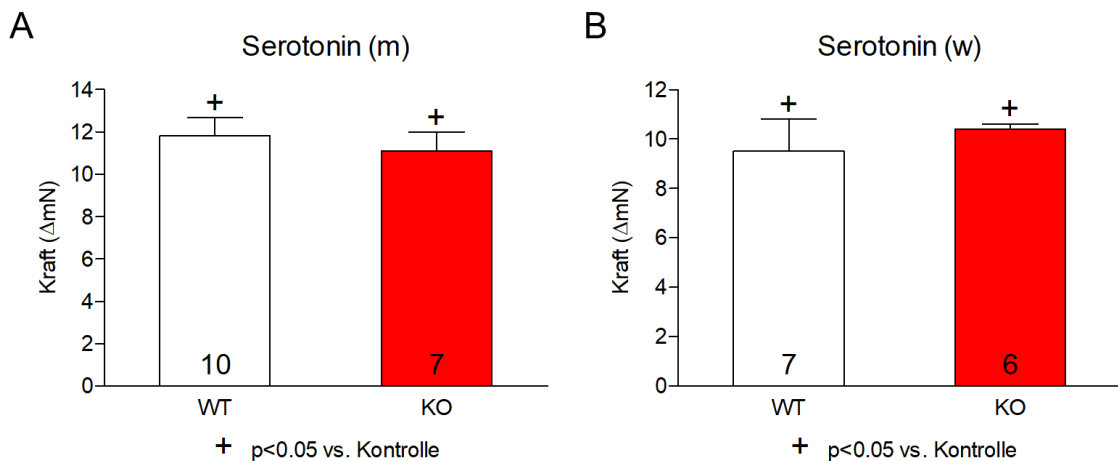 A
Serotonin (m)
Kraft (ΔmN)
14
12
10
8
6
4
2
0
+
+
10
7
WT
KO
+ p<0.05 vs. Kontrolle
B
Serotonin (w)
Kraft (ΔmN)
12
10
8
6
4
2
0
+
+
7
6
WT
KO
+ p<0.05 vs. Kontrolle